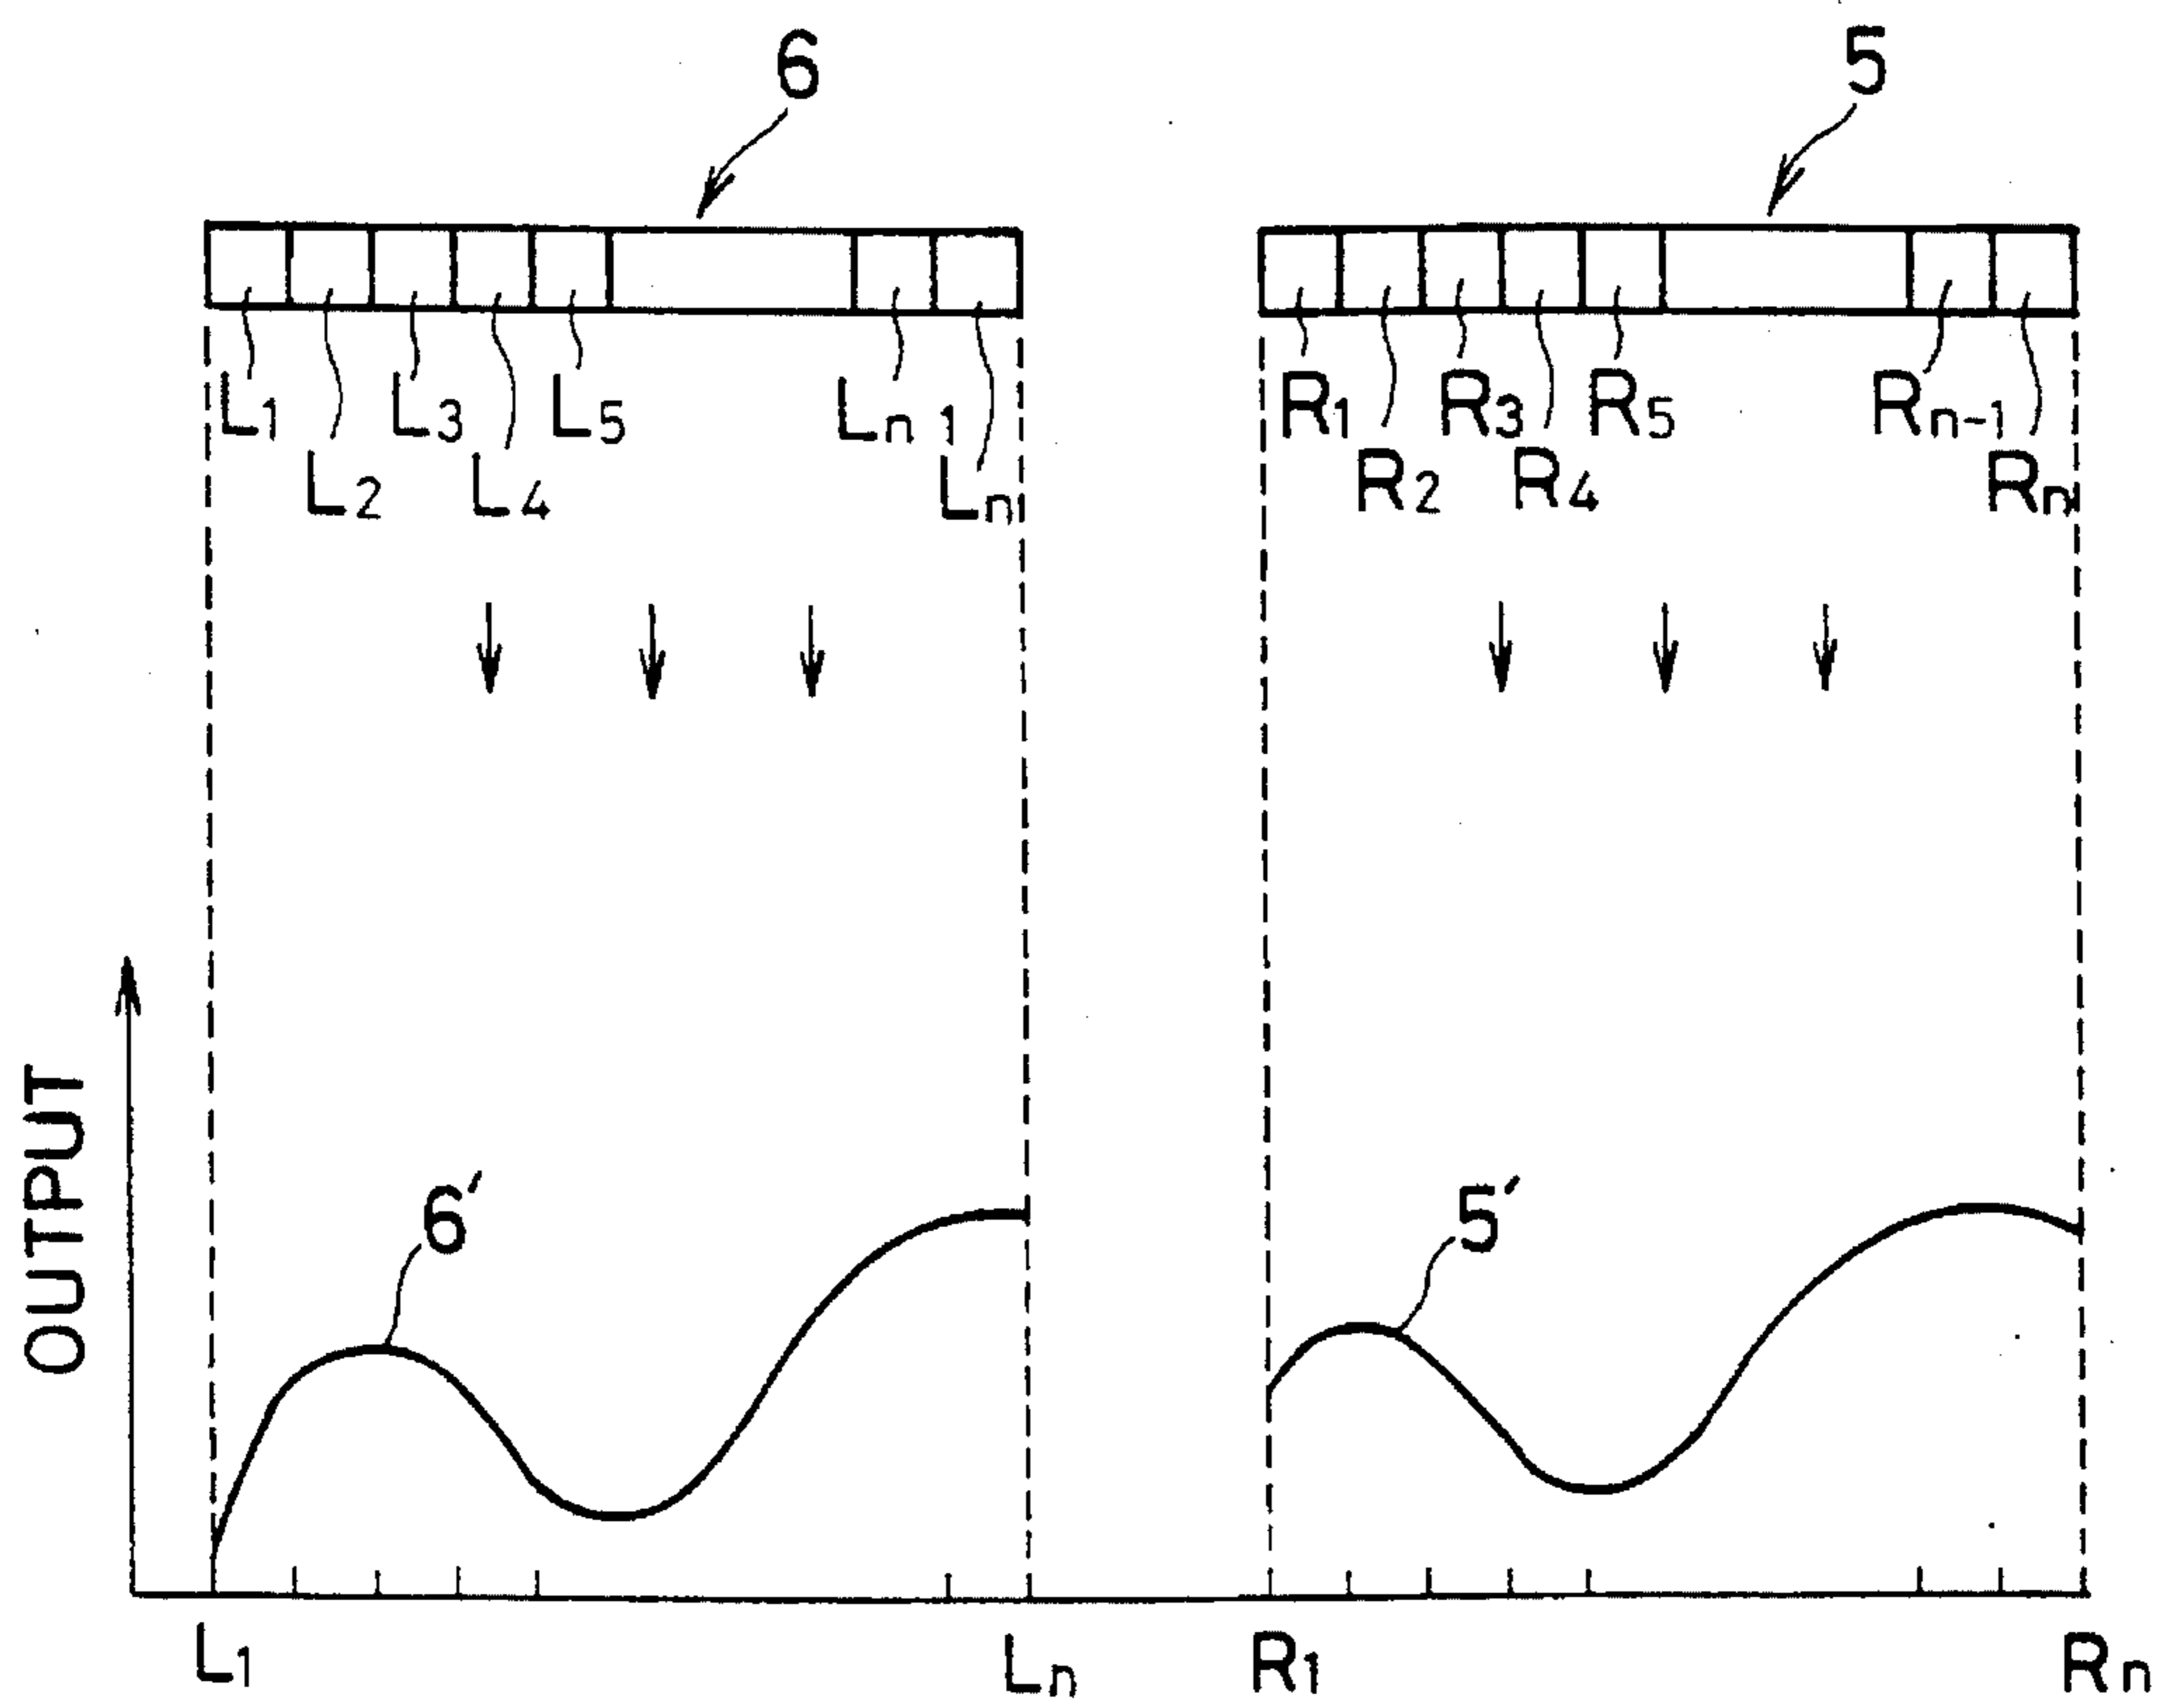 6 5
L1 L3 L5 Ln 1 R1 R3 R5 Rn-1
L2 L4 Ln R2 R4 Rn
OUTPUT
6′ 5′
L1 Ln R1 Rn